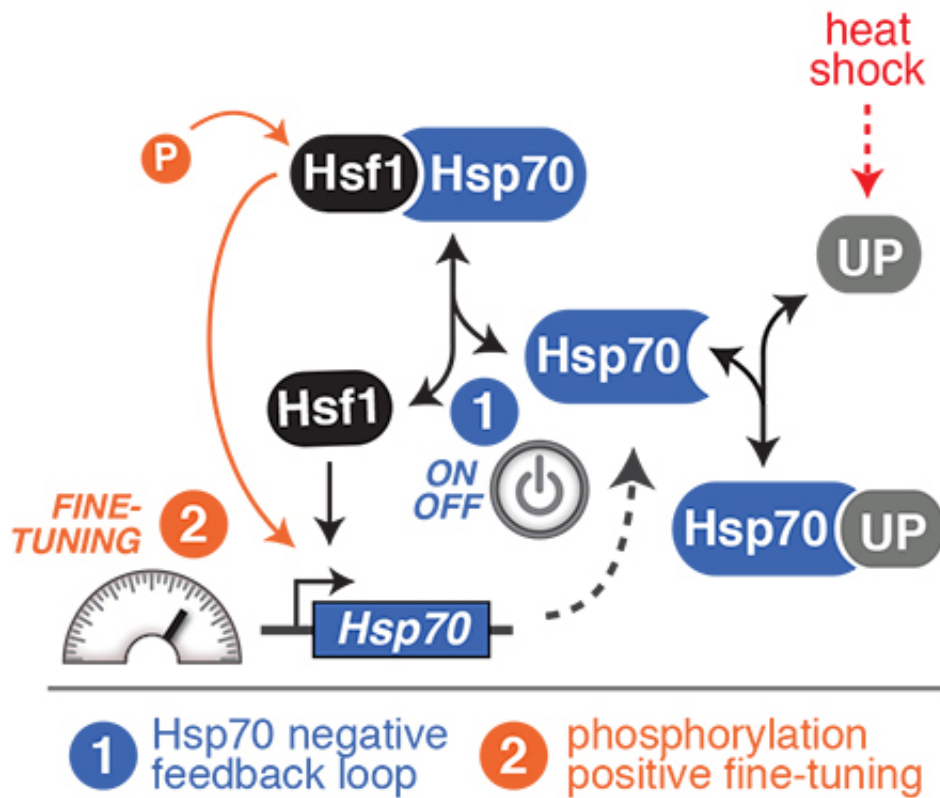 heat
shock
P
Hsf1
Hsp70
UP
Hsp70
Hsf1
1
ON
OFF
FINE-
TUNING
2
Hsp70
UP
Hsp70
1
Hsp70 negative
feedback loop
2
phosphorylation
positive fine-tuning